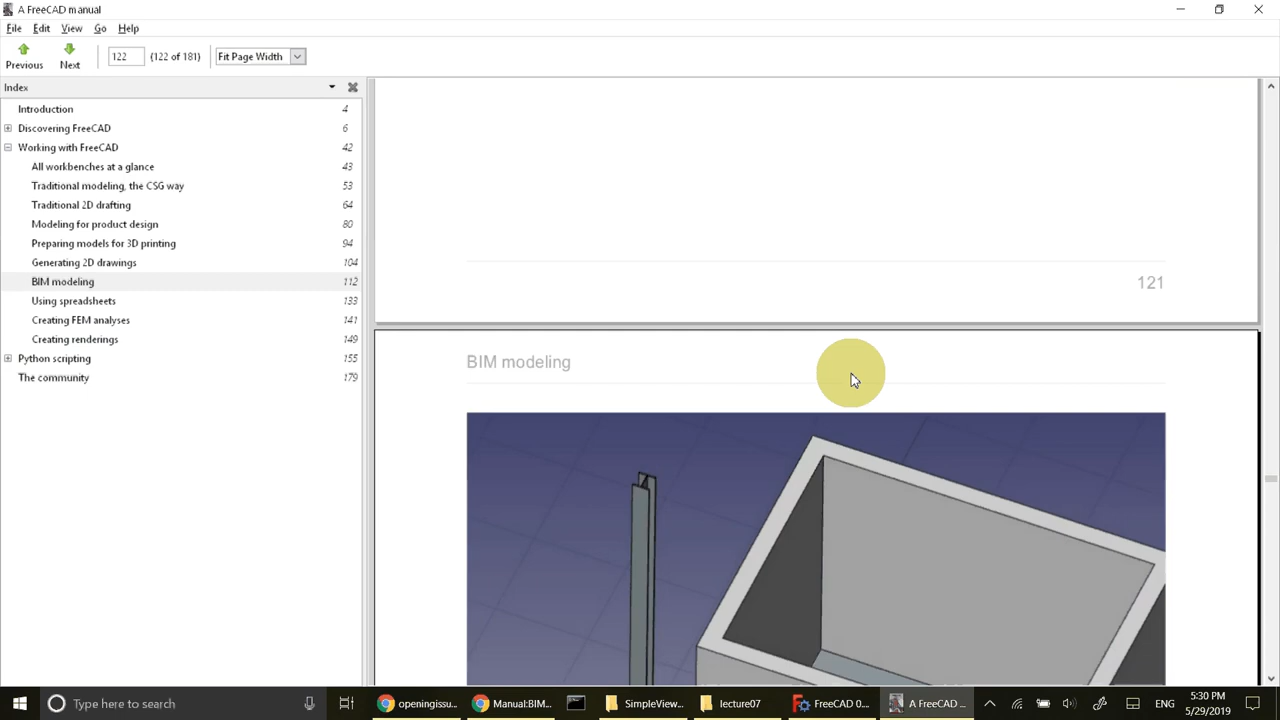 A FreeCAD manual
File Edit View Go Help
Previous Next 122 (122 of 181) Fit Page Width
Index
Introduction 4
Discovering FreeCAD 6
Working with FreeCAD 42
All workbenches at a glance 43
Traditional modeling, the CSG way 53
Traditional 2D drafting 64
Modeling for product design 80
Preparing models for 3D printing 94
Generating 2D drawings 104
BIM modeling 112
Using spreadsheets 133
Creating FEM analyses 141
Creating renderings 149
Python scripting 155
The community 179
121
BIM modeling
Type here to search
openingissu...
Manual:BIM...
SimpleView...
lecture07
FreeCAD 0...
A FreeCAD ...
ENG
5:30 PM
5/29/2019